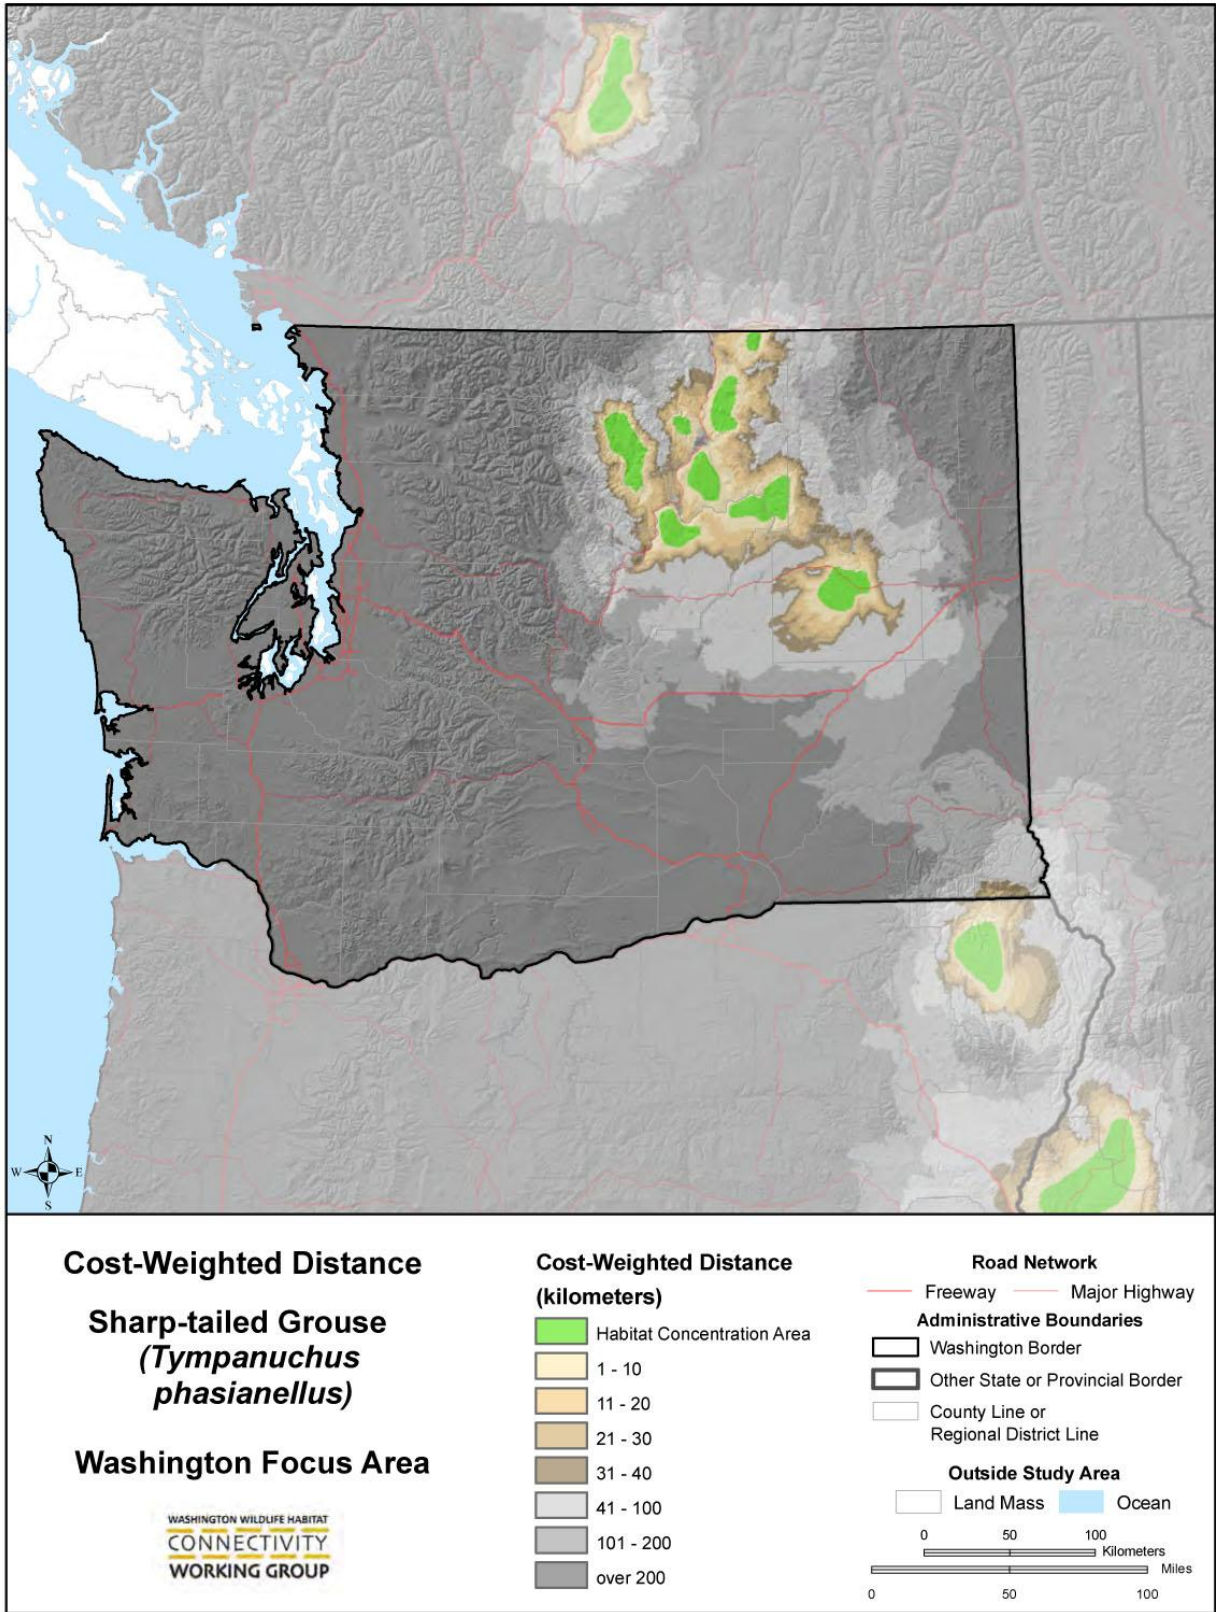 N
W E
S
Cost-Weighted Distance
Sharp-tailed Grouse
(Tympanuchus
phasianellus)
Washington Focus Area
WASHINGTON WILDLIFE HABITAT
CONNECTIVITY
WORKING GROUP
Cost-Weighted Distance
(kilometers)
Habitat Concentration Area
1 - 10
11 - 20
21 - 30
31 - 40
41 - 100
101 - 200
over 200
Road Network
Freeway Major Highway
Administrative Boundaries
Washington Border
Other State or Provincial Border
County Line or
Regional District Line
Outside Study Area
Land Mass Ocean
0 50 100
Kilometers
Miles
0 50 100